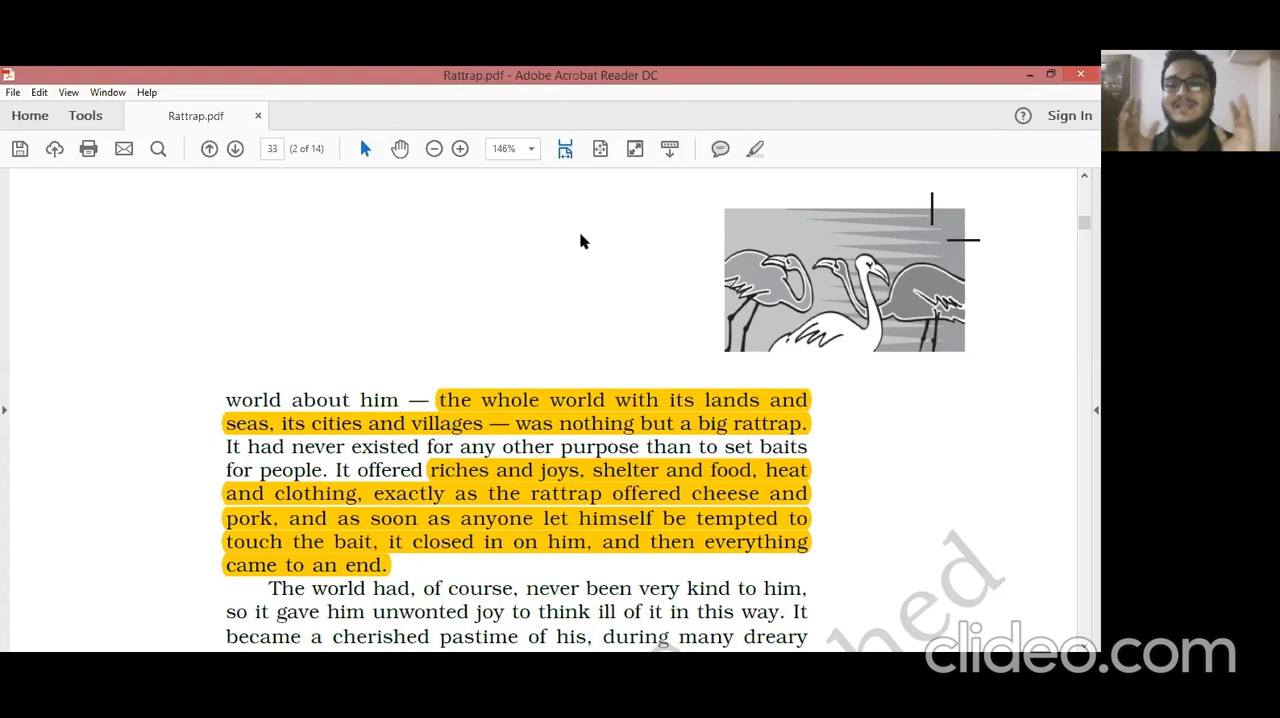 Rattrap.pdf - Adobe Acrobat Reader DC
File Edit View Window Help
Home Tools Rattrap.pdf × Sign In
33 (2 of 14) 146%
world about him — the whole world with its lands and
seas, its cities and villages — was nothing but a big rattrap.
It had never existed for any other purpose than to set baits
for people. It offered riches and joys, shelter and food, heat
and clothing, exactly as the rattrap offered cheese and
pork, and as soon as anyone let himself be tempted to
touch the bait, it closed in on him, and then everything
came to an end.
The world had, of course, never been very kind to him,
so it gave him unwonted joy to think ill of it in this way. It
became a cherished pastime of his, during many dreary
hed
clideo.com